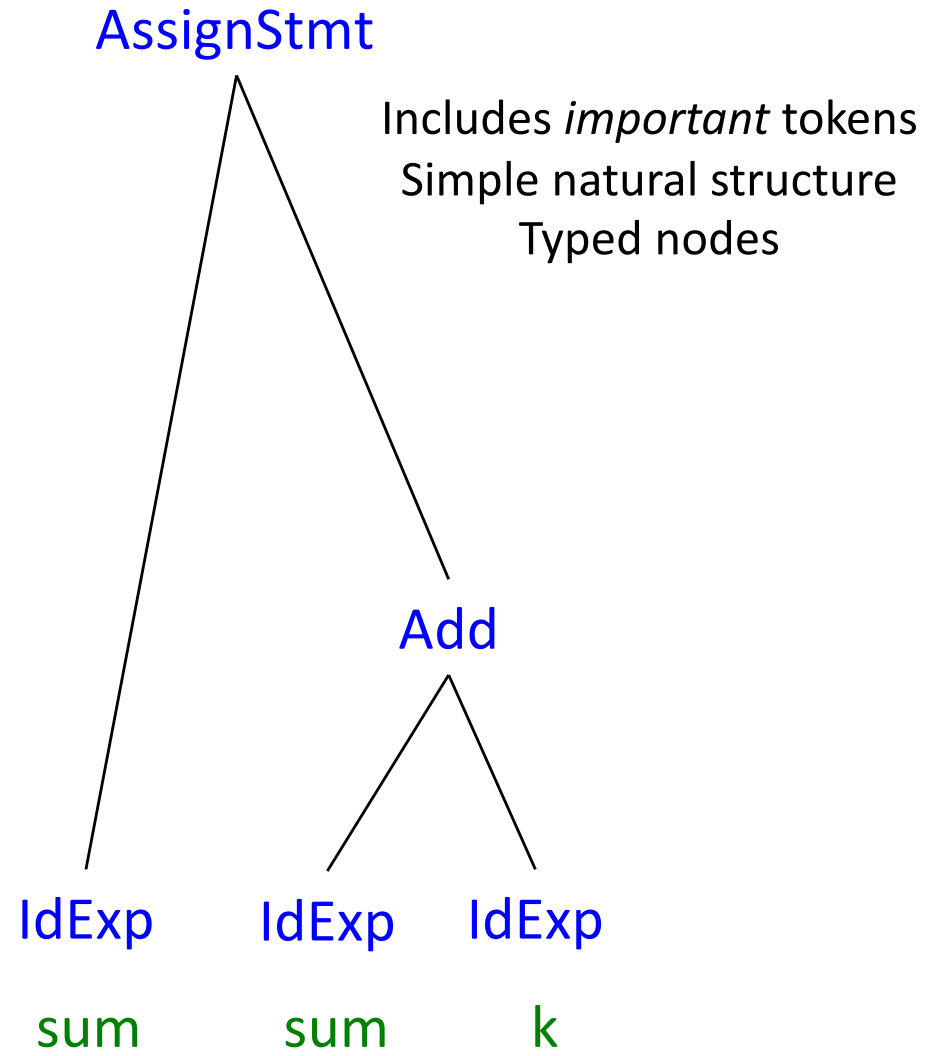 AssignStmt
Includes important tokens
Simple natural structure
Typed nodes
Add
IdExp IdExp IdExp
sum sum k